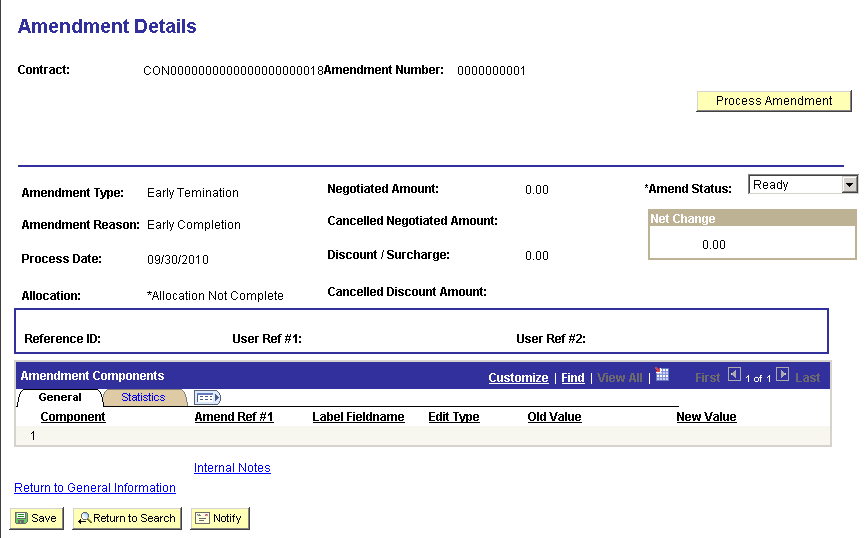 Amendment Details
Contract: CON0000000000000000000018 Amendment Number: 0000000001
Process Amendment
Amendment Type: Early Temination Negotiated Amount: 0.00 *Amend Status: Ready
Amendment Reason: Early Completion Cancelled Negotiated Amount: Net Change
0.00
Process Date: 09/30/2010 Discount / Surcharge: 0.00
Allocation: *Allocation Not Complete Cancelled Discount Amount:
Reference ID: User Ref #1: User Ref #2:
Amendment Components Customize | Find | View All | First 1 of 1 Last
General Statistics
Component Amend Ref #1 Label Fieldname Edit Type Old Value New Value
1
Internal Notes
Return to General Information
Save Return to Search Notify